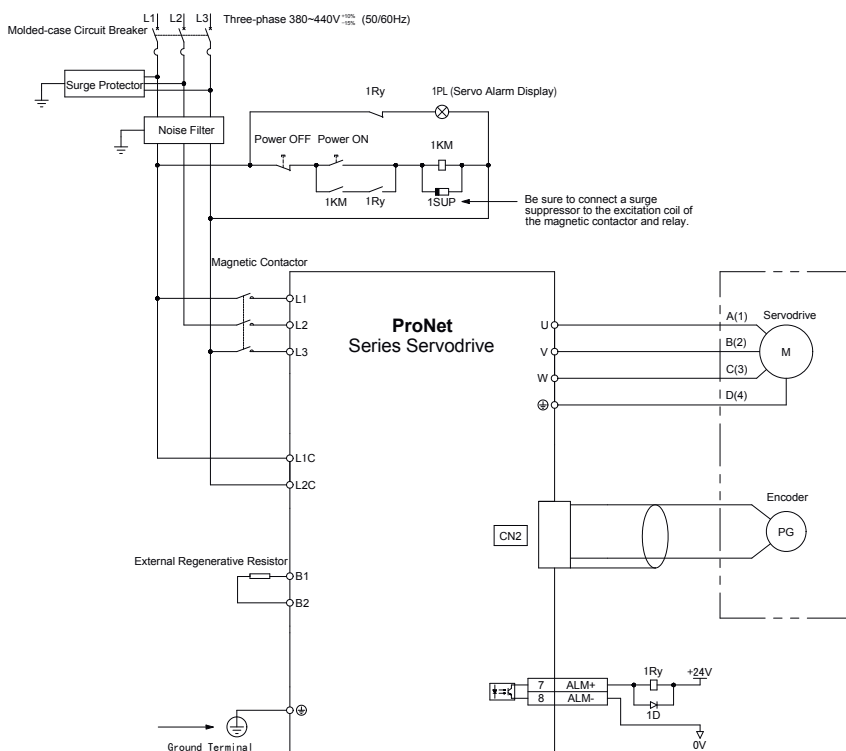 L1 L2 L3 Three-phase 380~440V +10% -15% (50/60Hz)
Molded-case Circuit Breaker
Surge Protector
Noise Filter
1Ry
1PL (Servo Alarm Display)
Power OFF Power ON
1KM
1KM
1Ry
1SUP
Be sure to connect a surge
suppressor to the excitation coil of
the magnetic contactor and relay.
Magnetic Contactor
L1
L2
L3
ProNet
Series Servodrive
U
V
W
A(1)
B(2)
C(3)
D(4)
Servodrive
M
L1C
L2C
CN2
Encoder
PG
External Regenerative Resistor
B1
B2
7 ALM+
8 ALM-
1Ry
+24V
1D
0V
Ground Terminal